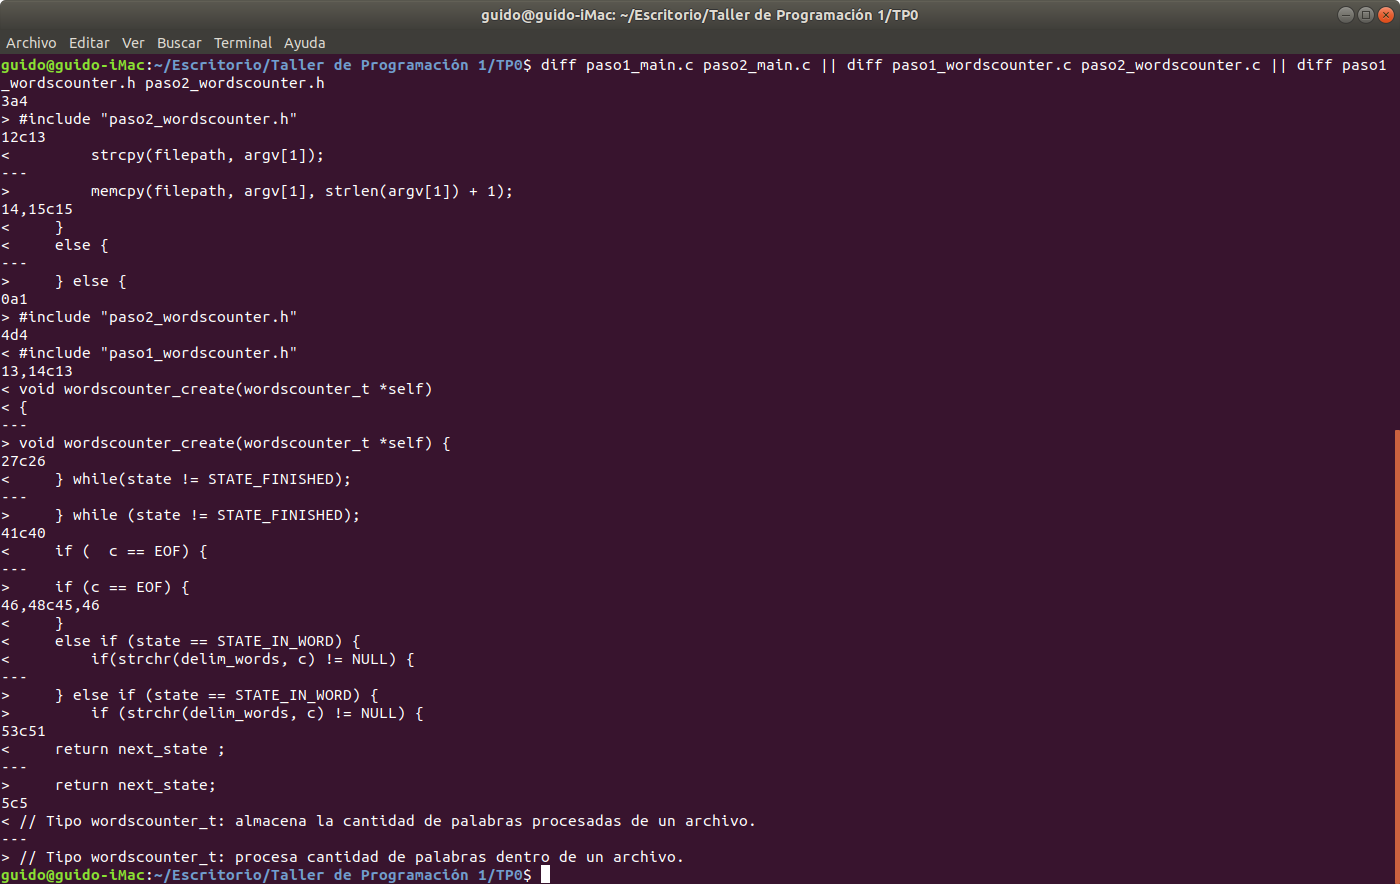 guido@guido-iMac: ~/Escritorio/Taller de Programación 1/TP0
Archivo Editar Ver Buscar Terminal Ayuda
guido@guido-iMac:~/Escritorio/Taller de Programación 1/TP0$ diff paso1_main.c paso2_main.c || diff paso1_wordscounter.c paso2_wordscounter.c || diff paso1
_wordscounter.h paso2_wordscounter.h
3a4
> #include "paso2_wordscounter.h"
12c13
<         strcpy(filepath, argv[1]);
---
>         memcpy(filepath, argv[1], strlen(argv[1]) + 1);
14,15c15
<     }
<     else {
---
>     } else {
0a1
> #include "paso2_wordscounter.h"
4d4
< #include "paso1_wordscounter.h"
13,14c13
< void wordscounter_create(wordscounter_t *self)
< {
---
> void wordscounter_create(wordscounter_t *self) {
27c26
<     } while(state != STATE_FINISHED);
---
>     } while (state != STATE_FINISHED);
41c40
<     if (  c == EOF) {
---
>     if (c == EOF) {
46,48c45,46
<     }
<     else if (state == STATE_IN_WORD) {
<         if(strchr(delim_words, c) != NULL) {
---
>     } else if (state == STATE_IN_WORD) {
>         if (strchr(delim_words, c) != NULL) {
53c51
<     return next_state ;
---
>     return next_state;
5c5
< // Tipo wordscounter_t: almacena la cantidad de palabras procesadas de un archivo.
---
> // Tipo wordscounter_t: procesa cantidad de palabras dentro de un archivo.
guido@guido-iMac:~/Escritorio/Taller de Programación 1/TP0$